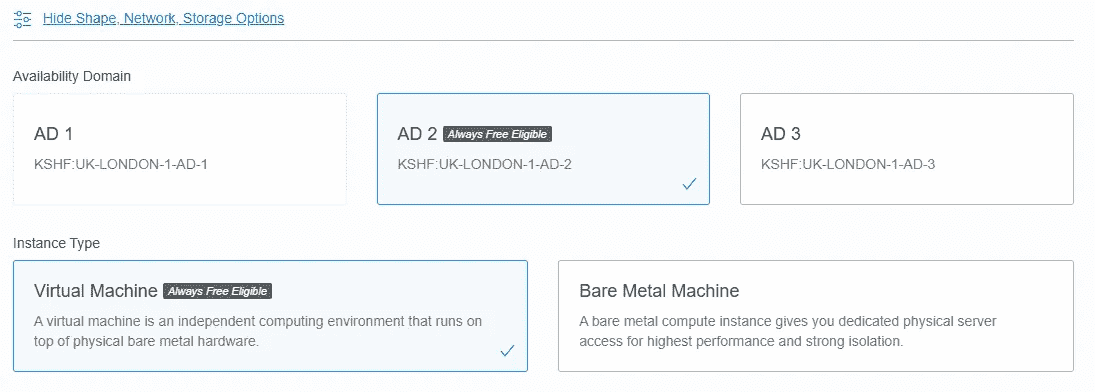 Hide Shape, Network, Storage Options
Availability Domain
AD 1
KSHF:UK-LONDON-1-AD-1
AD 2 Always Free Eligible
KSHF:UK-LONDON-1-AD-2
AD 3
KSHF:UK-LONDON-1-AD-3
Instance Type
Virtual Machine Always Free Eligible
A virtual machine is an independent computing environment that runs on
top of physical bare metal hardware.
Bare Metal Machine
A bare metal compute instance gives you dedicated physical server
access for highest performance and strong isolation.